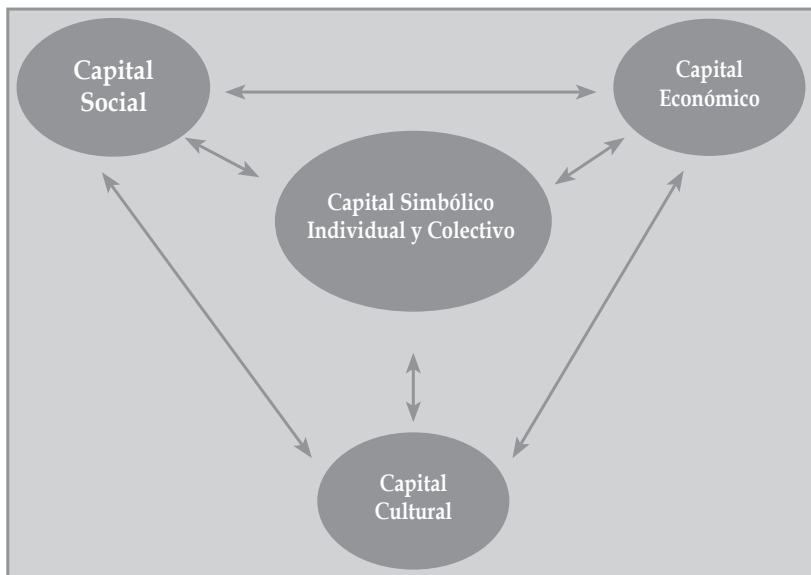 Capital
Social
Capital
Económico
Capital Simbólico
Individual y Colectivo
Capital
Cultural